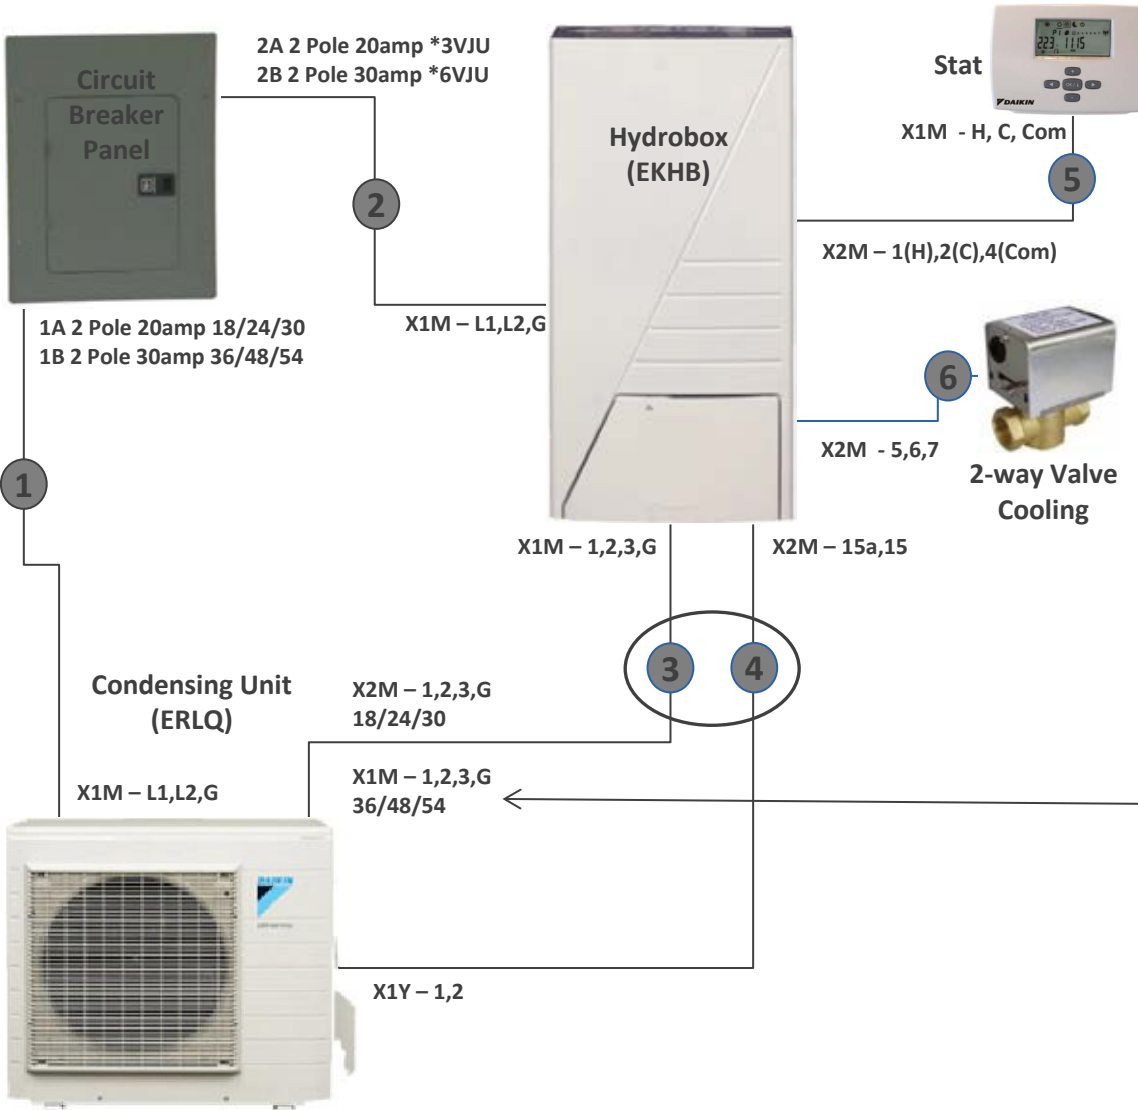 2A 2 Pole 20amp *3VJU
2B 2 Pole 30amp *6VJU
Circuit
Breaker
Panel
Stat
DAIKIN
X1M - H, C, Com
Hydrobox
(EKHB)
2
5
X2M – 1(H),2(C),4(Com)
X1M – L1,L2,G
1A 2 Pole 20amp 18/24/30
1B 2 Pole 30amp 36/48/54
6
X2M - 5,6,7
2-way Valve
Cooling
1
X1M – 1,2,3,G
X2M – 15a,15
3
4
Condensing Unit
(ERLQ)
X2M – 1,2,3,G
18/24/30
X1M – 1,2,3,G
36/48/54
X1M – L1,L2,G
DAIKIN
X1Y – 1,2